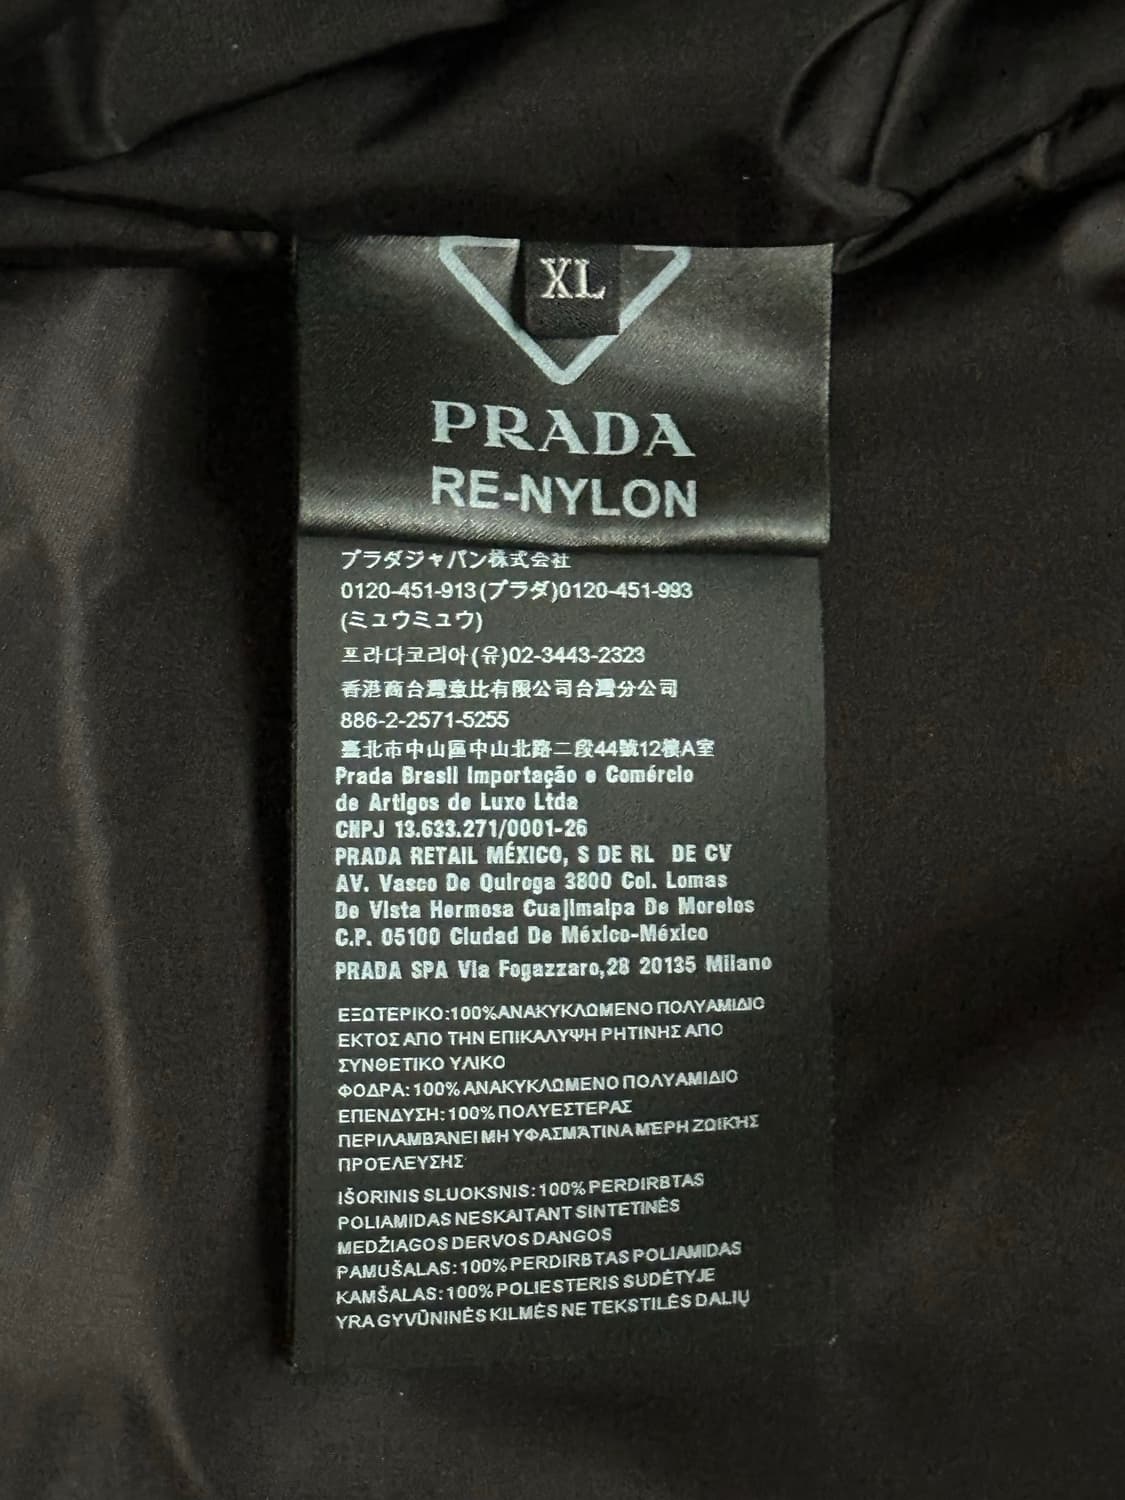 XL
PRADA
RE-NYLON
プラダジャパン株式会社
0120-451-913(プラダ)0120-451-993
(ミュウミュウ)
프라다코리아(유)02-3443-2323
香港商台灣意比有限公司台灣分公司
886-2-2571-5255
臺北市中山區中山北路二段44號12樓A室
Prada Brasil Importação e Comércio
de Artigos de Luxo Ltda
CNPJ 13.633.271/0001-26
PRADA RETAIL MÉXICO, S DE RL DE CV
AV. Vasco De Quiroga 3800 Col. Lomas
De Vista Hermosa Cuajimalpa De Morelos
C.P. 05100 Ciudad De México-México
PRADA SPA Via Fogazzaro,28 20135 Milano
ΕΞΩΤΕΡΙΚΟ:100%ΑΝΑΚΥΚΛΩΜΕΝΟ ΠΟΛΥΑΜΙΔΙΟ
ΕΚΤΟΣ ΑΠΟ ΤΗΝ ΕΠΙΚΑΛΥΨΗ ΡΗΤΙΝΗΣ ΑΠΟ
ΣΥΝΘΕΤΙΚΟ ΥΛΙΚΟ
ΦΟΔΡΑ:100%ΑΝΑΚΥΚΛΩΜΕΝΟ ΠΟΛΥΑΜΙΔΙΟ
ΕΠΕΝΔΥΣΗ:100%ΠΟΛΥΕΣΤΕΡΑΣ
ΠΕΡΙΛΑΜΒΆΝΕΙ ΜΗ ΥΦΑΣΜΆΤΙΝΑ ΜΈΡΗ ΖΩΙΚΉΣ
ΠΡΟΈΛΕΥΣΗΣ
IŠORINIS SLUOKSNIS:100%PERDIRBTAS
POLIAMIDAS NESKAITANT SINTETINĖS
MEDŽIAGOS DERVOS DANGOS
PAMUŠALAS:100%PERDIRBTAS POLIAMIDAS
KAMŠALAS:100%POLIESTERIS SUDĖTYJE
YRA GYVŪNINĖS KILMĖS NE TEKSTILĖS DALIŲ